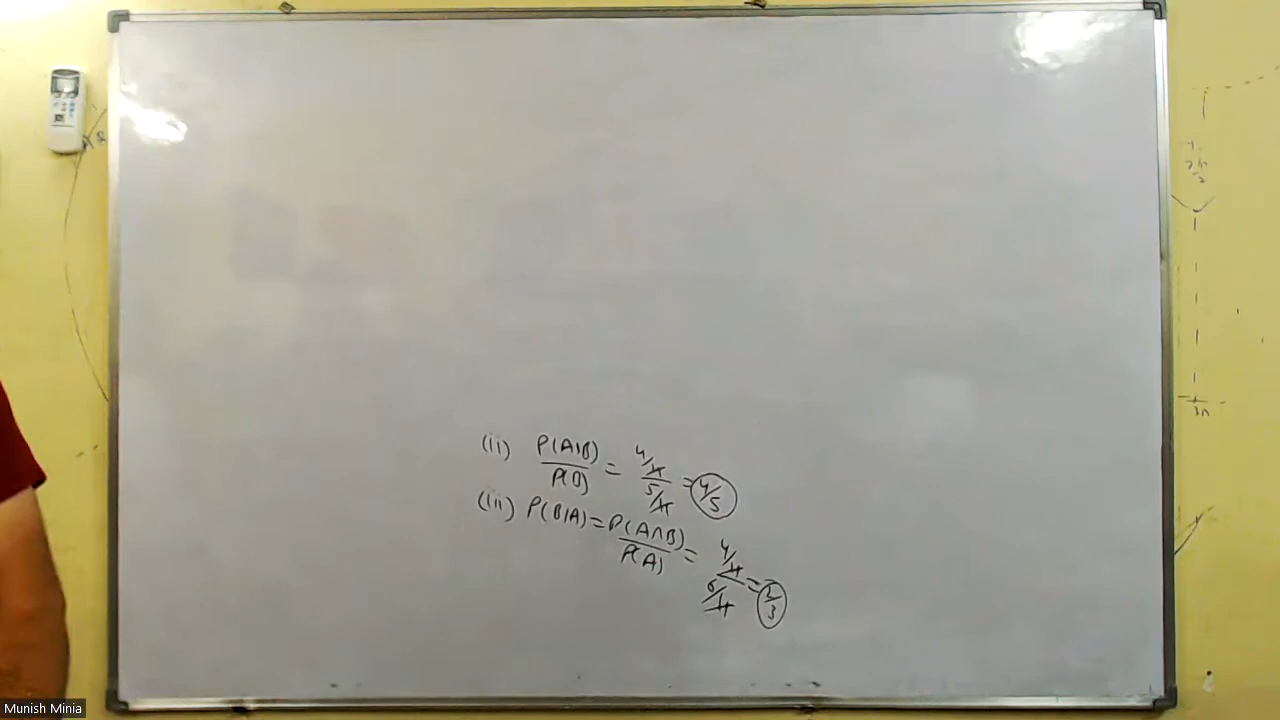 (ii) P(A∩B)/P(B) = 4/11 / 5/11 = 4/5
(iii) P(B/A) = P(A∩B)/P(A) = 4/11 / 6/11 = 2/3
Munish Minia